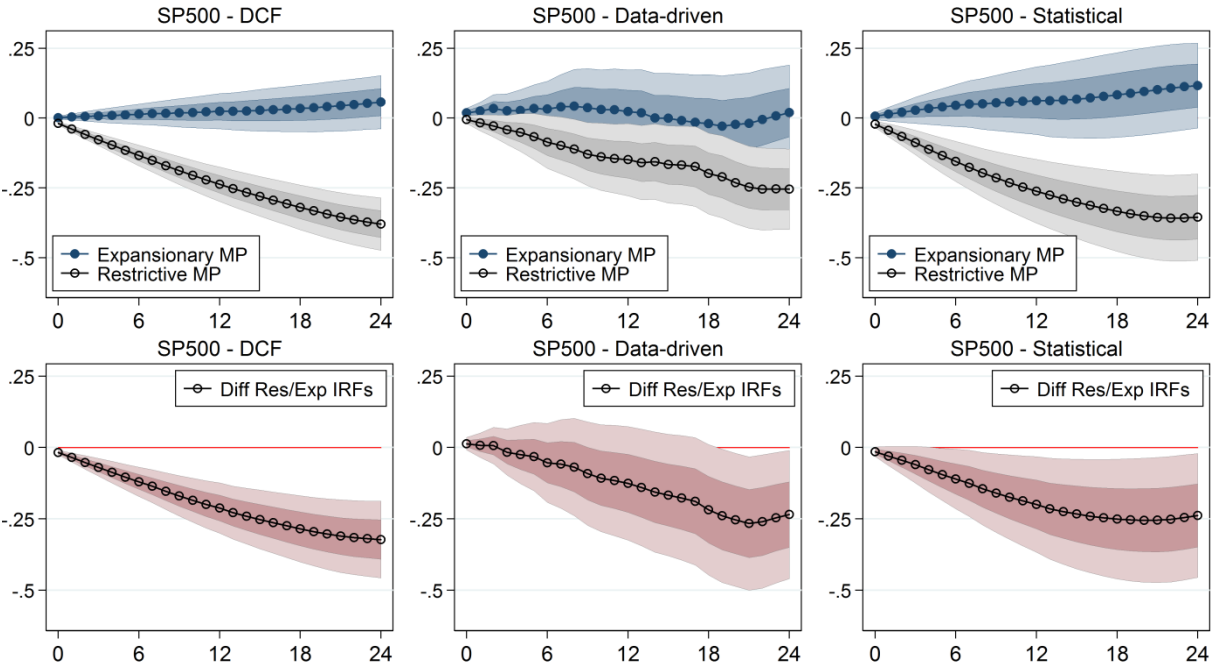 SP500 - DCF
.25
0
-.25
-.5
Expansionary MP
Restrictive MP
0 6 12 18 24
SP500 - Data-driven
.25
0
-.25
-.5
Expansionary MP
Restrictive MP
0 6 12 18 24
SP500 - Statistical
.25
0
-.25
-.5
Expansionary MP
Restrictive MP
0 6 12 18 24
SP500 - DCF
.25
0
-.25
-.5
Diff Res/Exp IRFs
0 6 12 18 24
SP500 - Data-driven
.25
0
-.25
-.5
Diff Res/Exp IRFs
0 6 12 18 24
SP500 - Statistical
.25
0
-.25
-.5
Diff Res/Exp IRFs
0 6 12 18 24